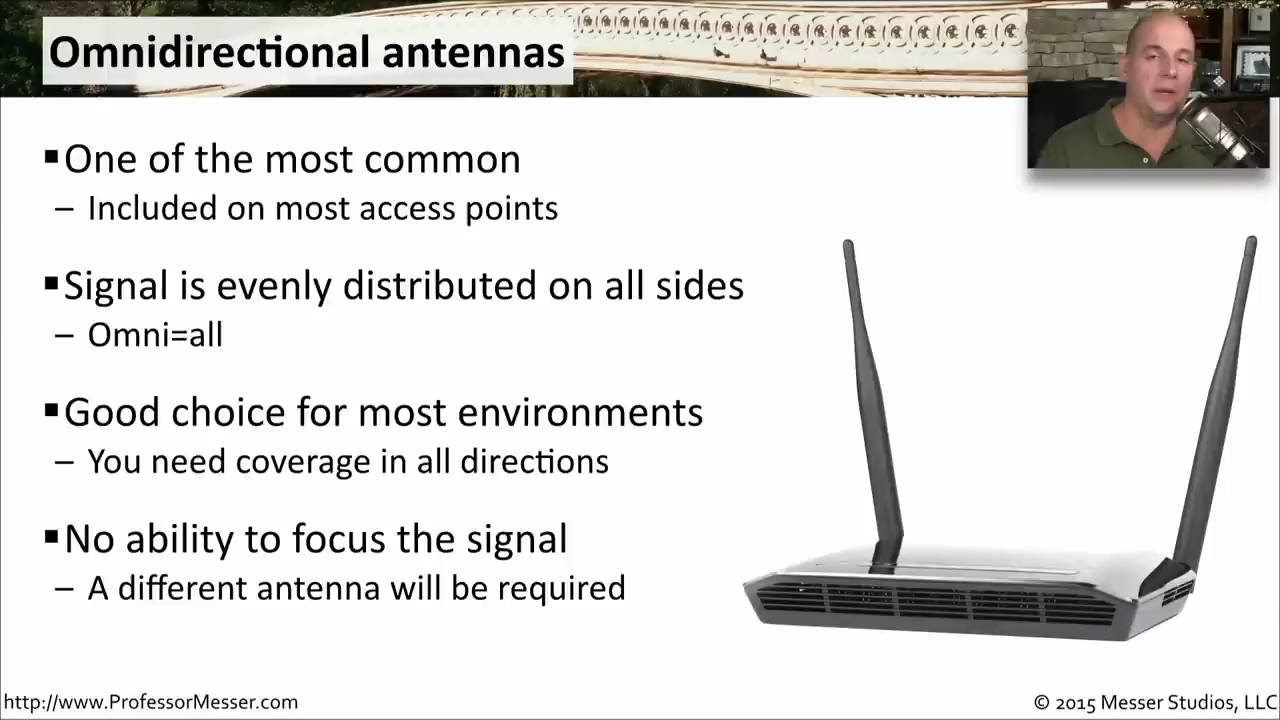 Omnidirectional antennas
▪One of the most common
– Included on most access points
▪Signal is evenly distributed on all sides
– Omni=all
▪Good choice for most environments
– You need coverage in all directions
▪No ability to focus the signal
– A different antenna will be required
http://www.ProfessorMesser.com
© 2015 Messer Studios, LLC